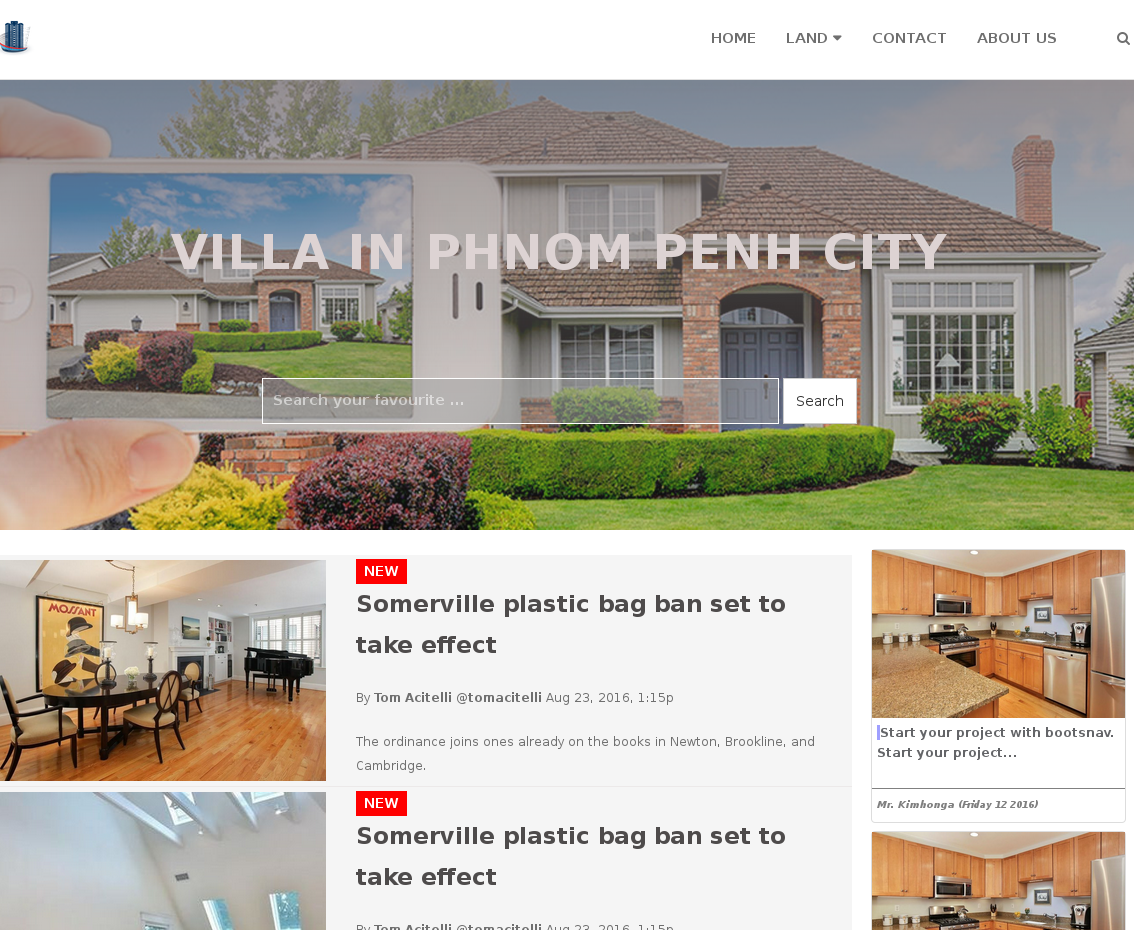 HOME LAND CONTACT ABOUT US
VILLA IN PHNOM PENH CITY
Search your favourite ...
Search
MOSSANT
NEW
Somerville plastic bag ban set to
take effect
By Tom Acitelli @tomacitelli Aug 23, 2016, 1:15p
The ordinance joins ones already on the books in Newton, Brookline, and
Cambridge.
NEW
Somerville plastic bag ban set to
take effect
By Tom Acitelli @tomacitelli Aug 23, 2016, 1:15p
Start your project with bootsnav.
Start your project...
Mr. Kimhonga (Friday 12 2016)